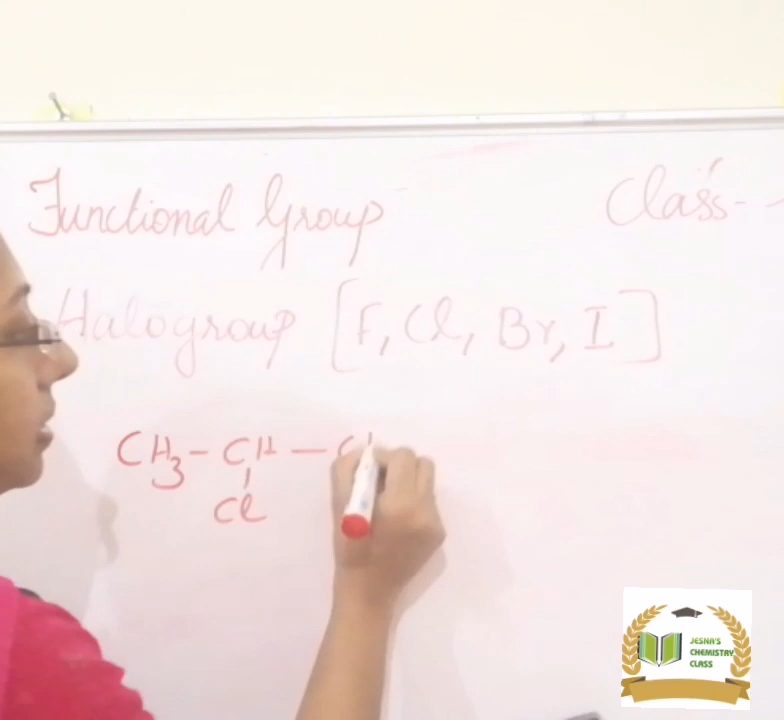 Functional Group
Class-
Halogroup [F, Cl, Br, I]
CH3 - CH - C
Cl
JESNA'S
CHEMISTRY
CLASS